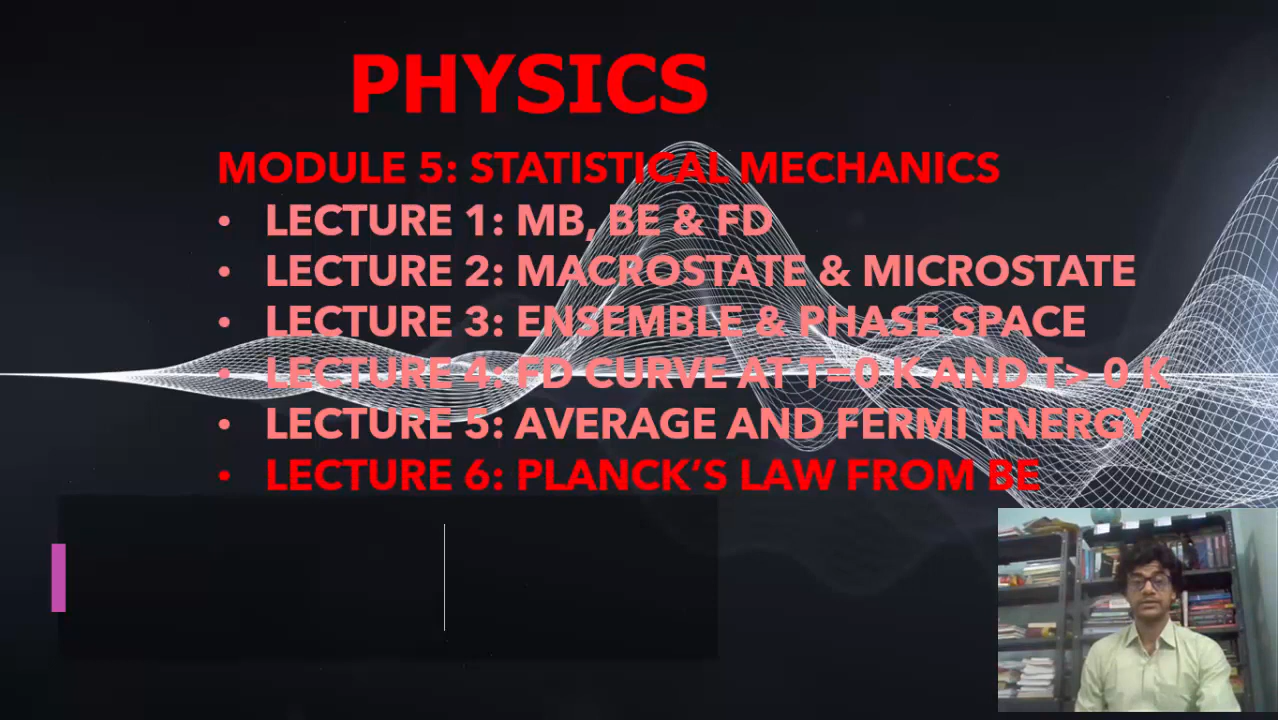 PHYSICS
MODULE 5: STATISTICAL MECHANICS
• LECTURE 1: MB, BE & FD
• LECTURE 2: MACROSTATE & MICROSTATE
• LECTURE 3: ENSEMBLE & PHASE SPACE
• LECTURE 4: FD CURVE AT T=0 K AND T> 0 K
• LECTURE 5: AVERAGE AND FERMI ENERGY
• LECTURE 6: PLANCK’S LAW FROM BE